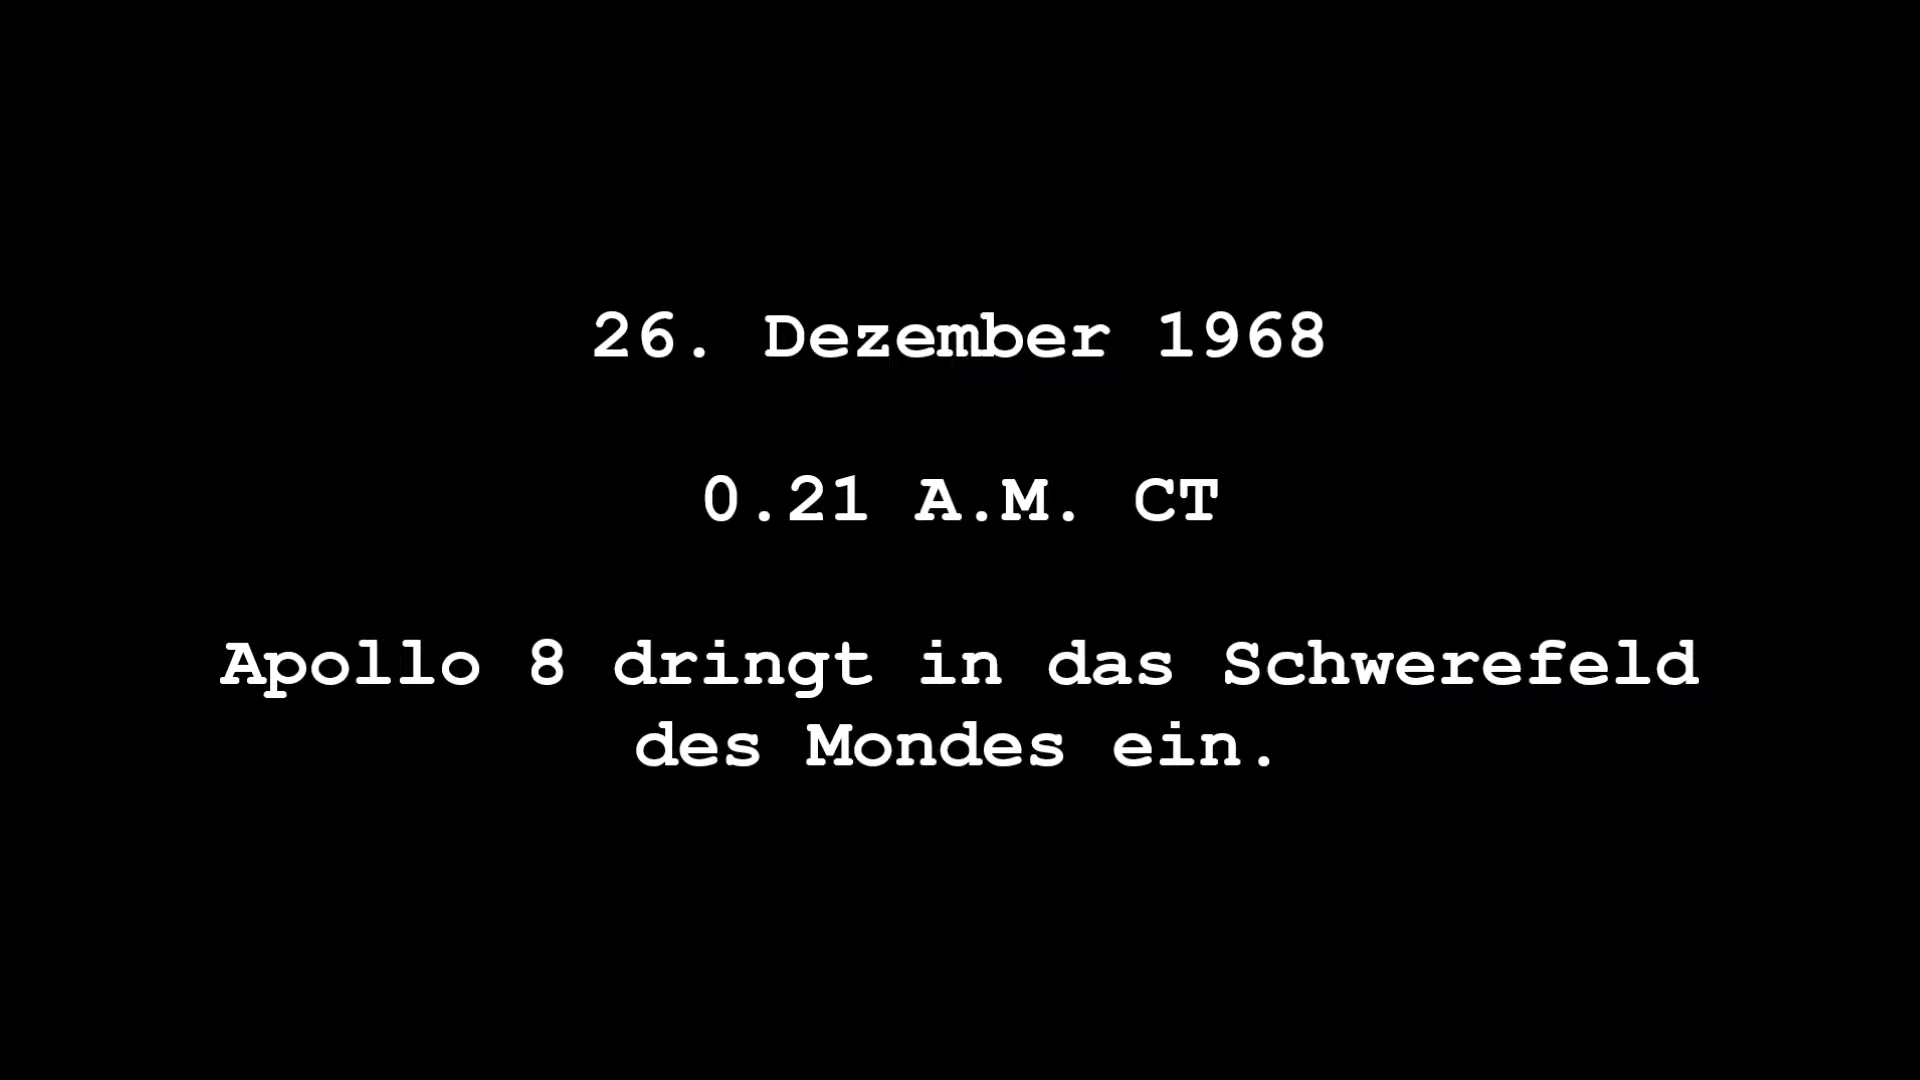 26. Dezember 1968
0.21 A.M. CT
Apollo 8 dringt in das Schwerefeld
des Mondes ein.